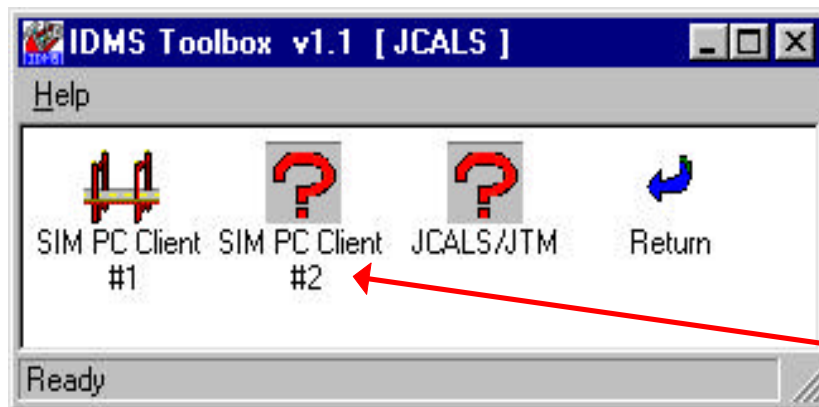 IDMS Toolbox v1.1 [ JCALS ]
Help
SIM PC Client SIM PC Client JCALS/JTM Return
#1 #2
Ready